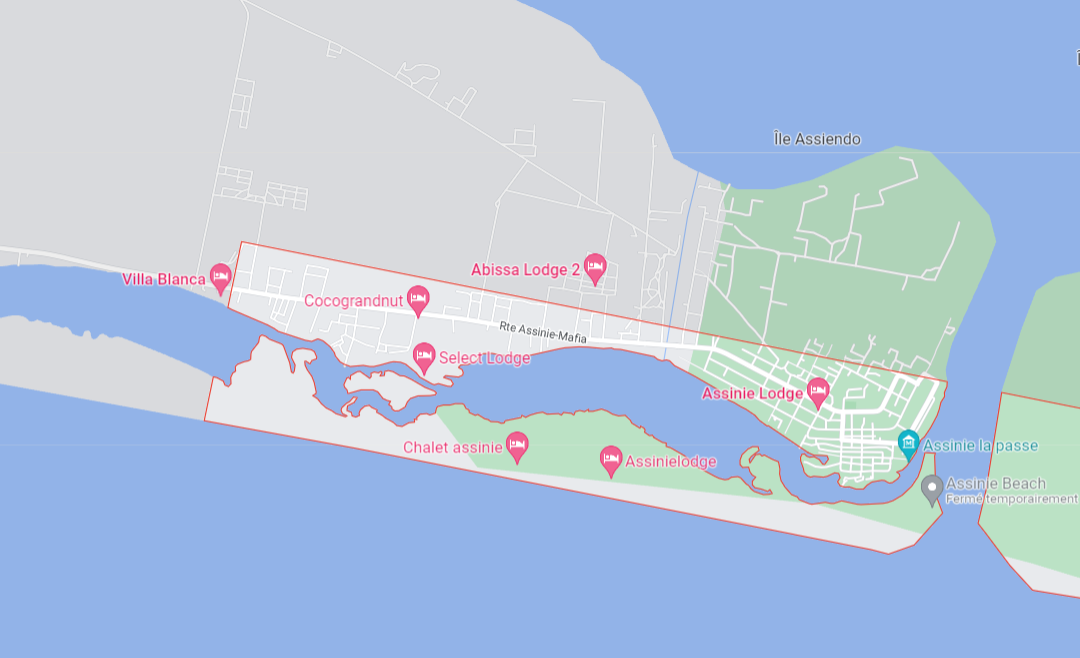 Île Assiendo
Villa Blanca
Abissa Lodge 2
Cocograndnut
Rte Assinie-Mafia
Select Lodge
Assinie Lodge
Chalet assinie
Assinielodge
Assinie la passe
Assinie Beach
Fermé temporairement